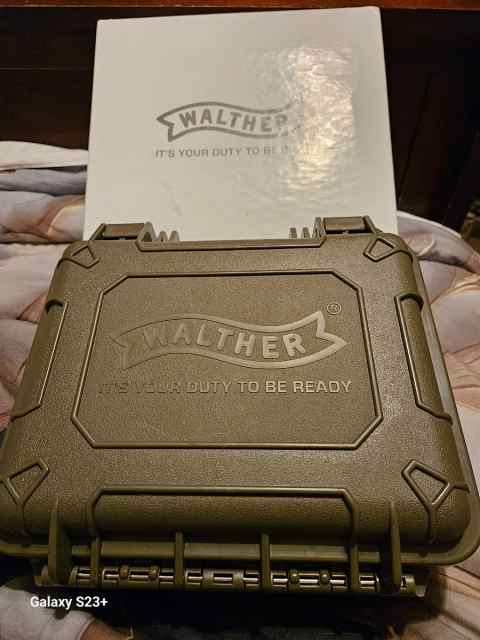 WALTHER
IT'S YOUR DUTY TO BE
WALTHER ®
IT'S YOUR DUTY TO BE READY
Galaxy S23+